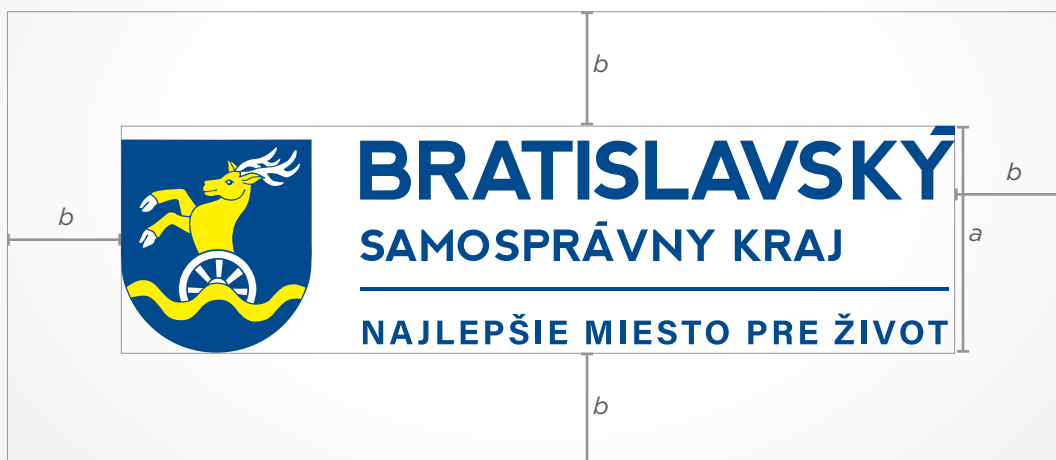 b
BRATISLAVSKÝ
b
b
a
SAMOSPRÁVNY KRAJ
NAJLEPŠIE MIESTO PRE ŽIVOT
b